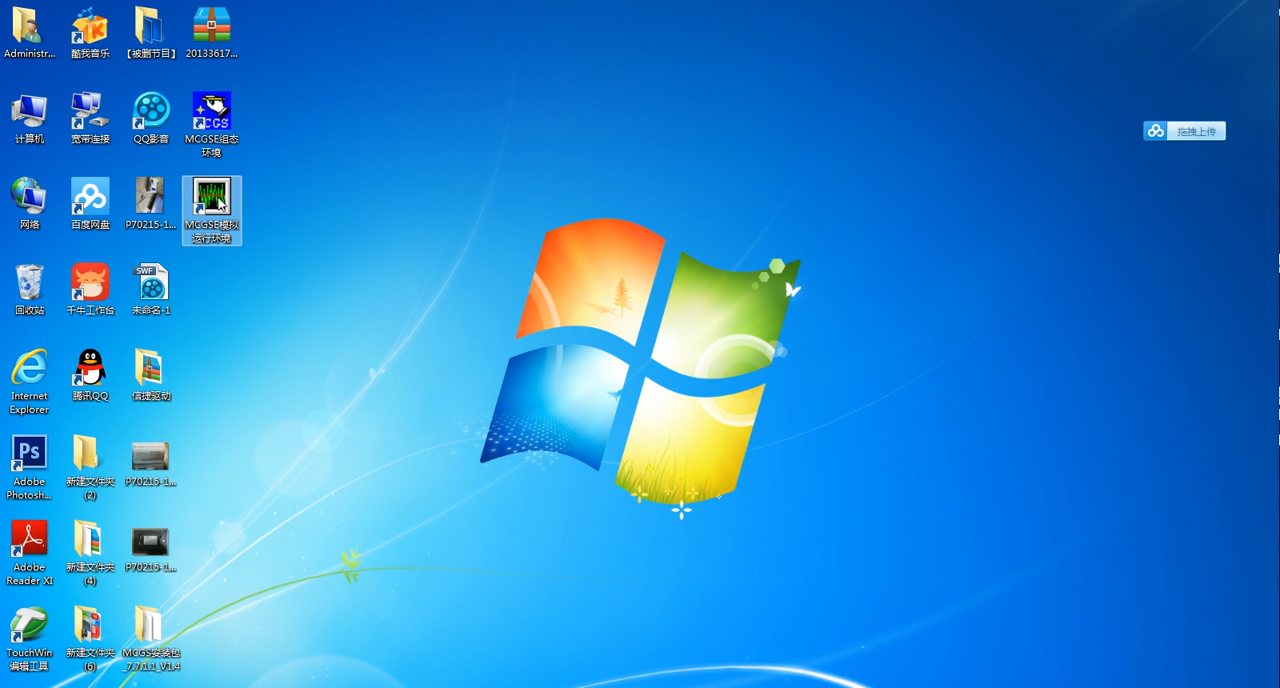 Administr...
酷我音乐
【被删节目】
20133617...
计算机
宽带连接
QQ影音
MCGS
MCGSE组态
环境
拖拽上传
网络
百度网盘
P70215-1...
MCGSE模拟
运行环境
回收站
千牛工作台
SWF
未命名-1
Internet
Explorer
腾讯QQ
信捷驱动
Ps
Adobe
Photosh...
新建文件夹
(2)
P70215-1...
Adobe
Reader XI
新建文件夹
(4)
P70215-1...
TouchWin
编辑工具
新建文件夹
(6)
MCGS安装包
_7.7.1.1_V1.4